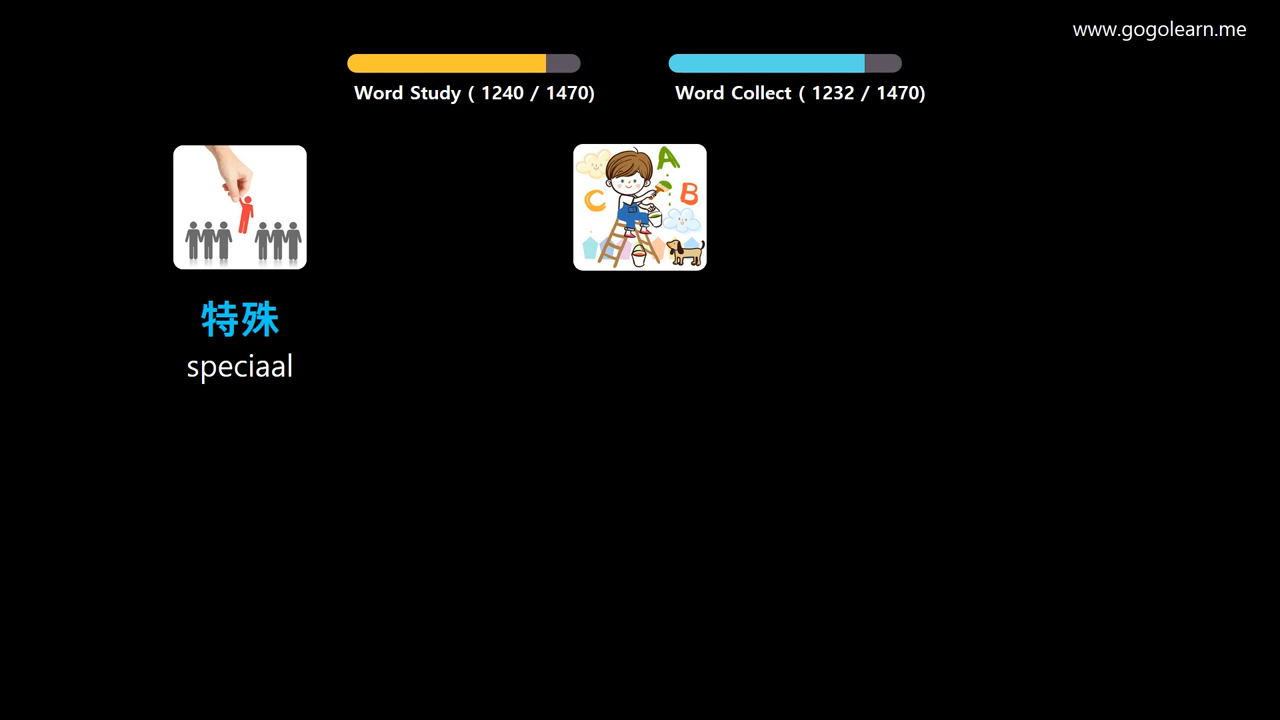 www.gogolearn.me
Word Study ( 1240 / 1470)
Word Collect ( 1232 / 1470)
A
B
C
特殊
speciaal